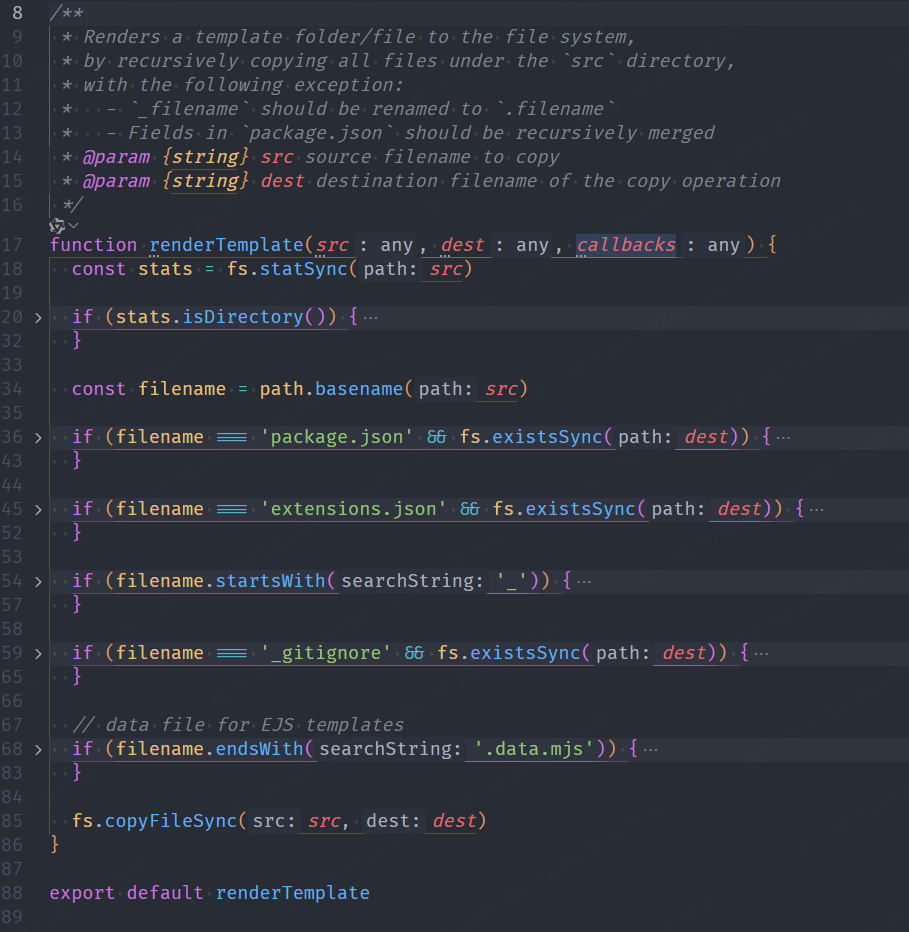 8 /**
9  * Renders a template folder/file to the file system,
10  * by recursively copying all files under the `src` directory,
11  * with the following exception:
12  *   - `_filename` should be renamed to `.filename`
13  *   - Fields in `package.json` should be recursively merged
14  * @param {string} src source filename to copy
15  * @param {string} dest destination filename of the copy operation
16  */
17 function renderTemplate(src : any, dest : any, callbacks : any) {
18   const stats = fs.statSync(path: src)
19
20   if (stats.isDirectory()) { ···
32   }
33
34   const filename = path.basename(path: src)
35
36   if (filename === 'package.json' && fs.existsSync(path: dest)) { ···
43   }
44
45   if (filename === 'extensions.json' && fs.existsSync(path: dest)) { ···
52   }
53
54   if (filename.startsWith(searchString: '_')) { ···
57   }
58
59   if (filename === '_gitignore' && fs.existsSync(path: dest)) { ···
65   }
66
67   // data file for EJS templates
68   if (filename.endsWith(searchString: '.data.mjs')) { ···
83   }
84
85   fs.copyFileSync(src: src, dest: dest)
86 }
87
88 export default renderTemplate
89